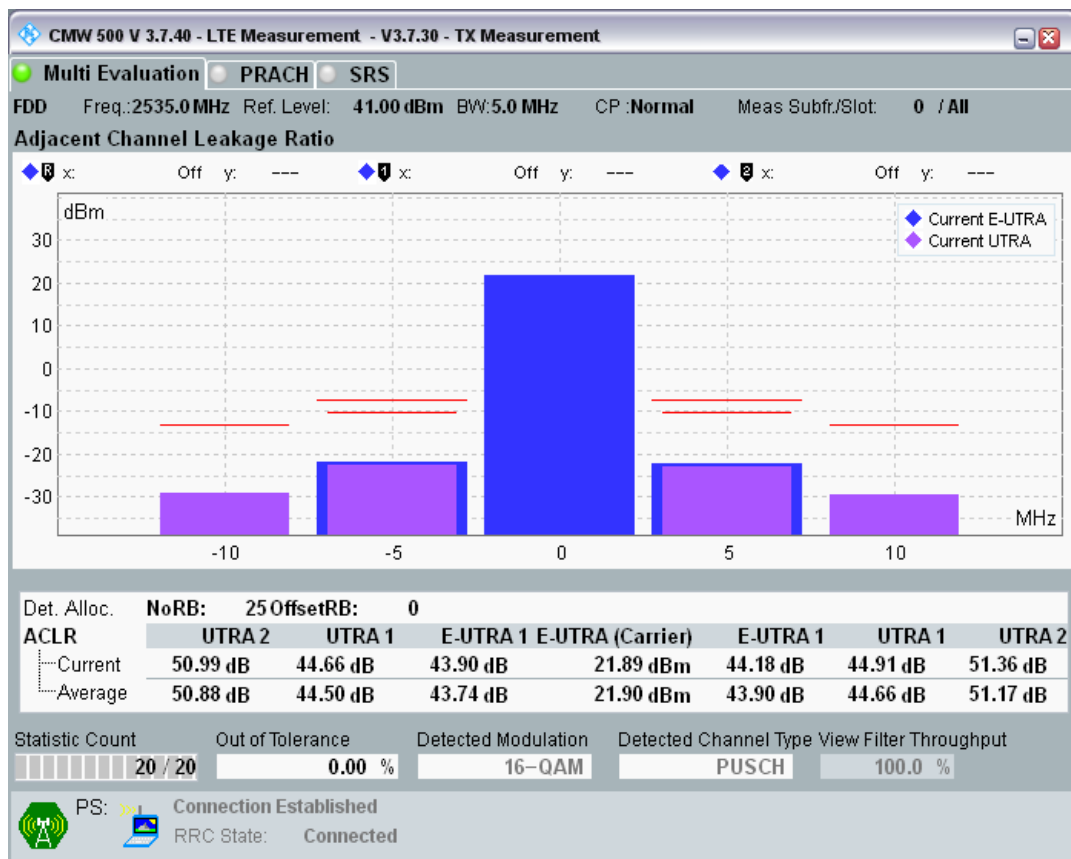 CMW 500 V 3.7.40 - LTE Measurement - V3.7.30 - TX Measurement
Multi Evaluation PRACH SRS
FDD Freq.:2535.0 MHz Ref. Level: 41.00 dBm BW:5.0 MHz CP :Normal Meas Subfr./Slot: 0 / All
Adjacent Channel Leakage Ratio
R x: Off y: --- 1 x: Off y: --- 2 x: Off y: ---
dBm
Current E-UTRA
Current UTRA
30
20
10
0
-10
-20
-30
MHz
-10 -5 0 5 10
Det. Alloc. NoRB: 25 OffsetRB: 0
ACLR UTRA 2 UTRA 1 E-UTRA 1 E-UTRA (Carrier) E-UTRA 1 UTRA 1 UTRA 2
Current 50.99 dB 44.66 dB 43.90 dB 21.89 dBm 44.18 dB 44.91 dB 51.36 dB
Average 50.88 dB 44.50 dB 43.74 dB 21.90 dBm 43.90 dB 44.66 dB 51.17 dB
Statistic Count Out of Tolerance Detected Modulation Detected Channel Type View Filter Throughput
20 / 20 0.00 % 16-QAM PUSCH 100.0 %
PS: Connection Established
RRC State: Connected